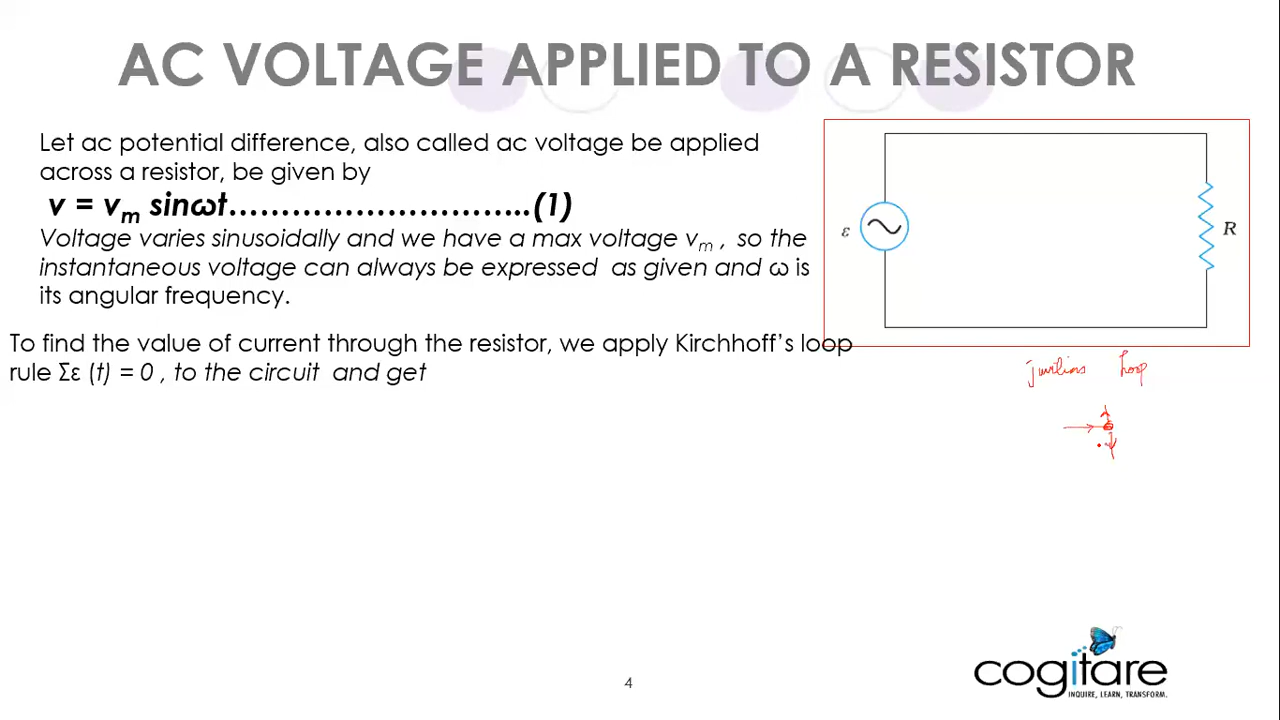 AC VOLTAGE APPLIED TO A RESISTOR
Let ac potential difference, also called ac voltage be applied
across a resistor, be given by
v = vm sinωt…………………………..(1)
Voltage varies sinusoidally and we have a max voltage vm , so the
instantaneous voltage can always be expressed as given and ω is
its angular frequency.
ε
R
To find the value of current through the resistor, we apply Kirchhoff’s loop
rule Σε (t) = 0 , to the circuit and get
loop
cogitare
INQUIRE, LEARN, TRANSFORM.
4